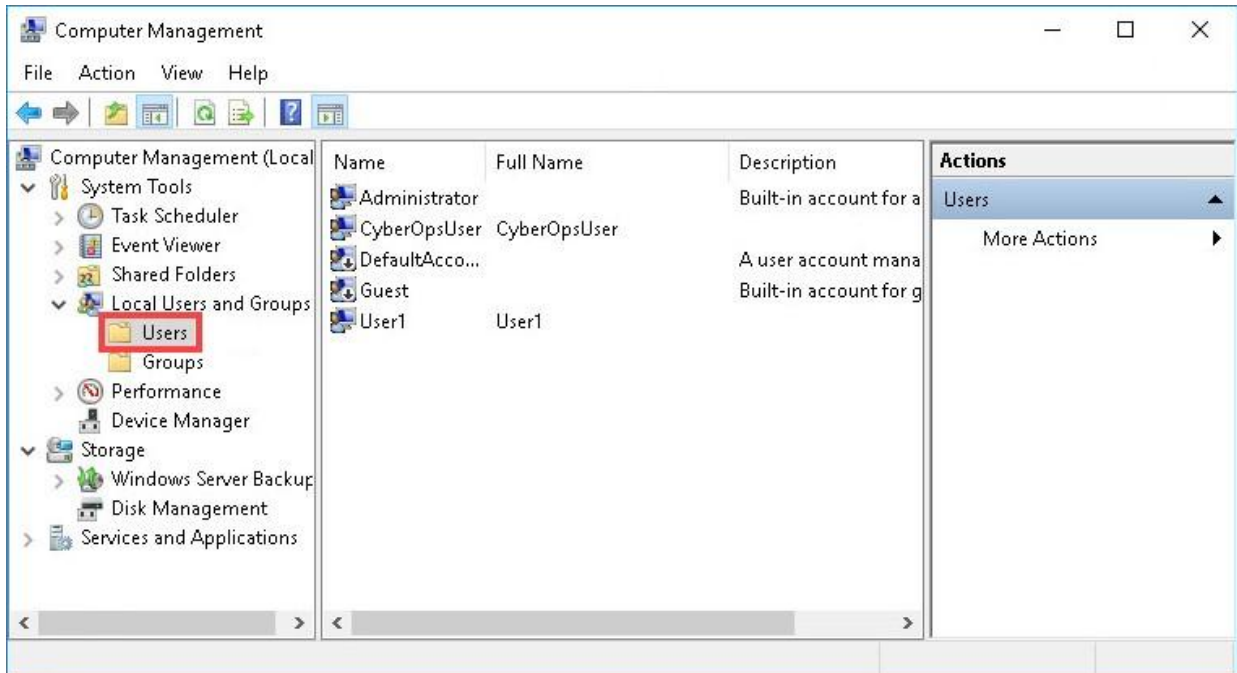 Computer Management
File Action View Help
Computer Management (Local
System Tools
Task Scheduler
Event Viewer
Shared Folders
Local Users and Groups
Users
Groups
Performance
Device Manager
Storage
Windows Server Backup
Disk Management
Services and Applications
Name Full Name Description
Administrator Built-in account for a
CyberOpsUser CyberOpsUser
DefaultAcco... A user account mana
Guest Built-in account for g
User1 User1
Actions
Users
More Actions